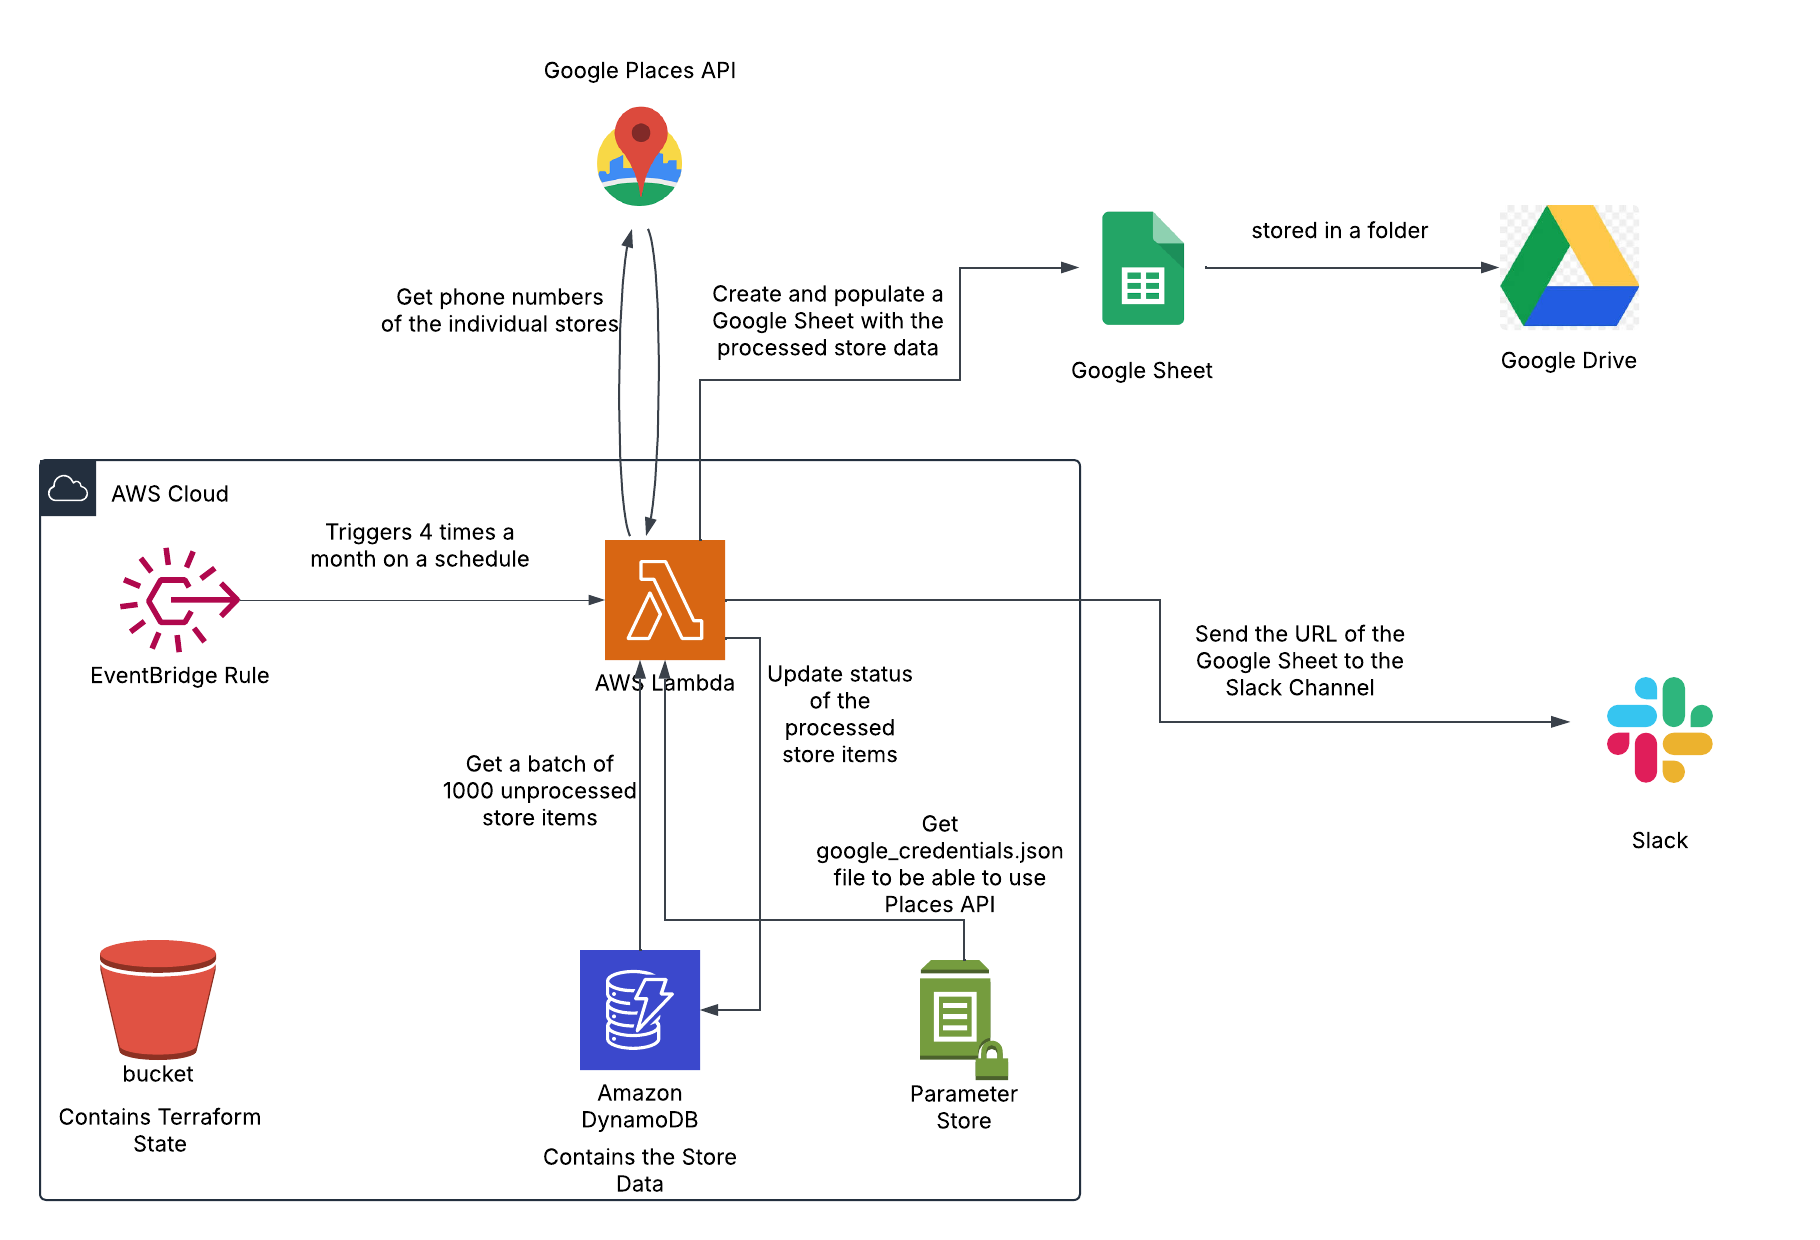 Google Places API
Get phone numbers
of the individual stores
Create and populate a
Google Sheet with the
processed store data
Google Sheet
stored in a folder
Google Drive
AWS Cloud
Triggers 4 times a
month on a schedule
EventBridge Rule
AWS Lambda
Update status
of the
processed
store items
Send the URL of the
Google Sheet to the
Slack Channel
Slack
Get a batch of
1000 unprocessed
store items
Get
google_credentials.json
file to be able to use
Places API
bucket
Contains Terraform
State
Amazon
DynamoDB
Contains the Store
Data
Parameter
Store